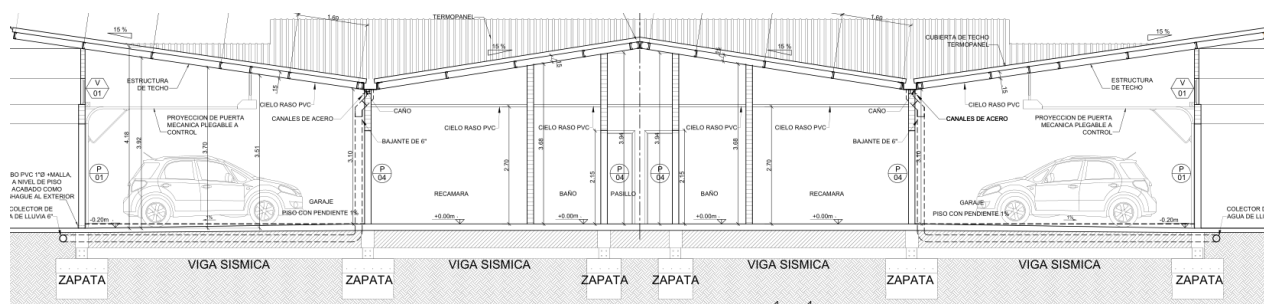 1.60
TERMOPANEL
1.60
15 %
15 %
15 %
15 %
CUBIERTA DE TECHO
TERMOPANEL
ESTRUCTURA
DE TECHO
.15
.15
.15
ESTRUCTURA
DE TECHO
V
01
CIELO RASO PVC
CIELO RASO PVC
V
01
CAÑO
CAÑO
PROYECCION DE PUERTA
MECANICA PLEGABLE A
CONTROL
CANALES DE ACERO
CIELO RASO PVC
CIELO RASO PVC
CIELO RASO PVC
CIELO RASO PVC
CANALES DE ACERO
PROYECCION DE PUERTA
MECANICA PLEGABLE A
CONTROL
4.18
3.92
3.70
3.51
3.10
BAJANTE DE 6"
2.70
3.68
2.15
3.94
3.94
2.15
3.68
2.70
BAJANTE DE 6"
3.10
P
01
P
04
P
04
P
04
P
04
P
01
BO PVC 1"Ø +MALLA,
A NIVEL DE PISO
ACABADO COMO
HAGUE AL EXTERIOR
COLECTOR DE
A DE LLUVIA 6"
GARAJE
PISO CON PENDIENTE 1%
RECAMARA
BAÑO
PASILLO
BAÑO
RECAMARA
GARAJE
PISO CON PENDIENTE 1%
COLECTOR DE
AGUA DE LLU
-0.20m
1%
+0.00m
+0.00m
+0.00m
+0.00m
1%
-0.20m
VIGA SISMICA
VIGA SISMICA
VIGA SISMICA
VIGA SISMICA
ZAPATA
ZAPATA
ZAPATA
ZAPATA
ZAPATA
ZAPATA